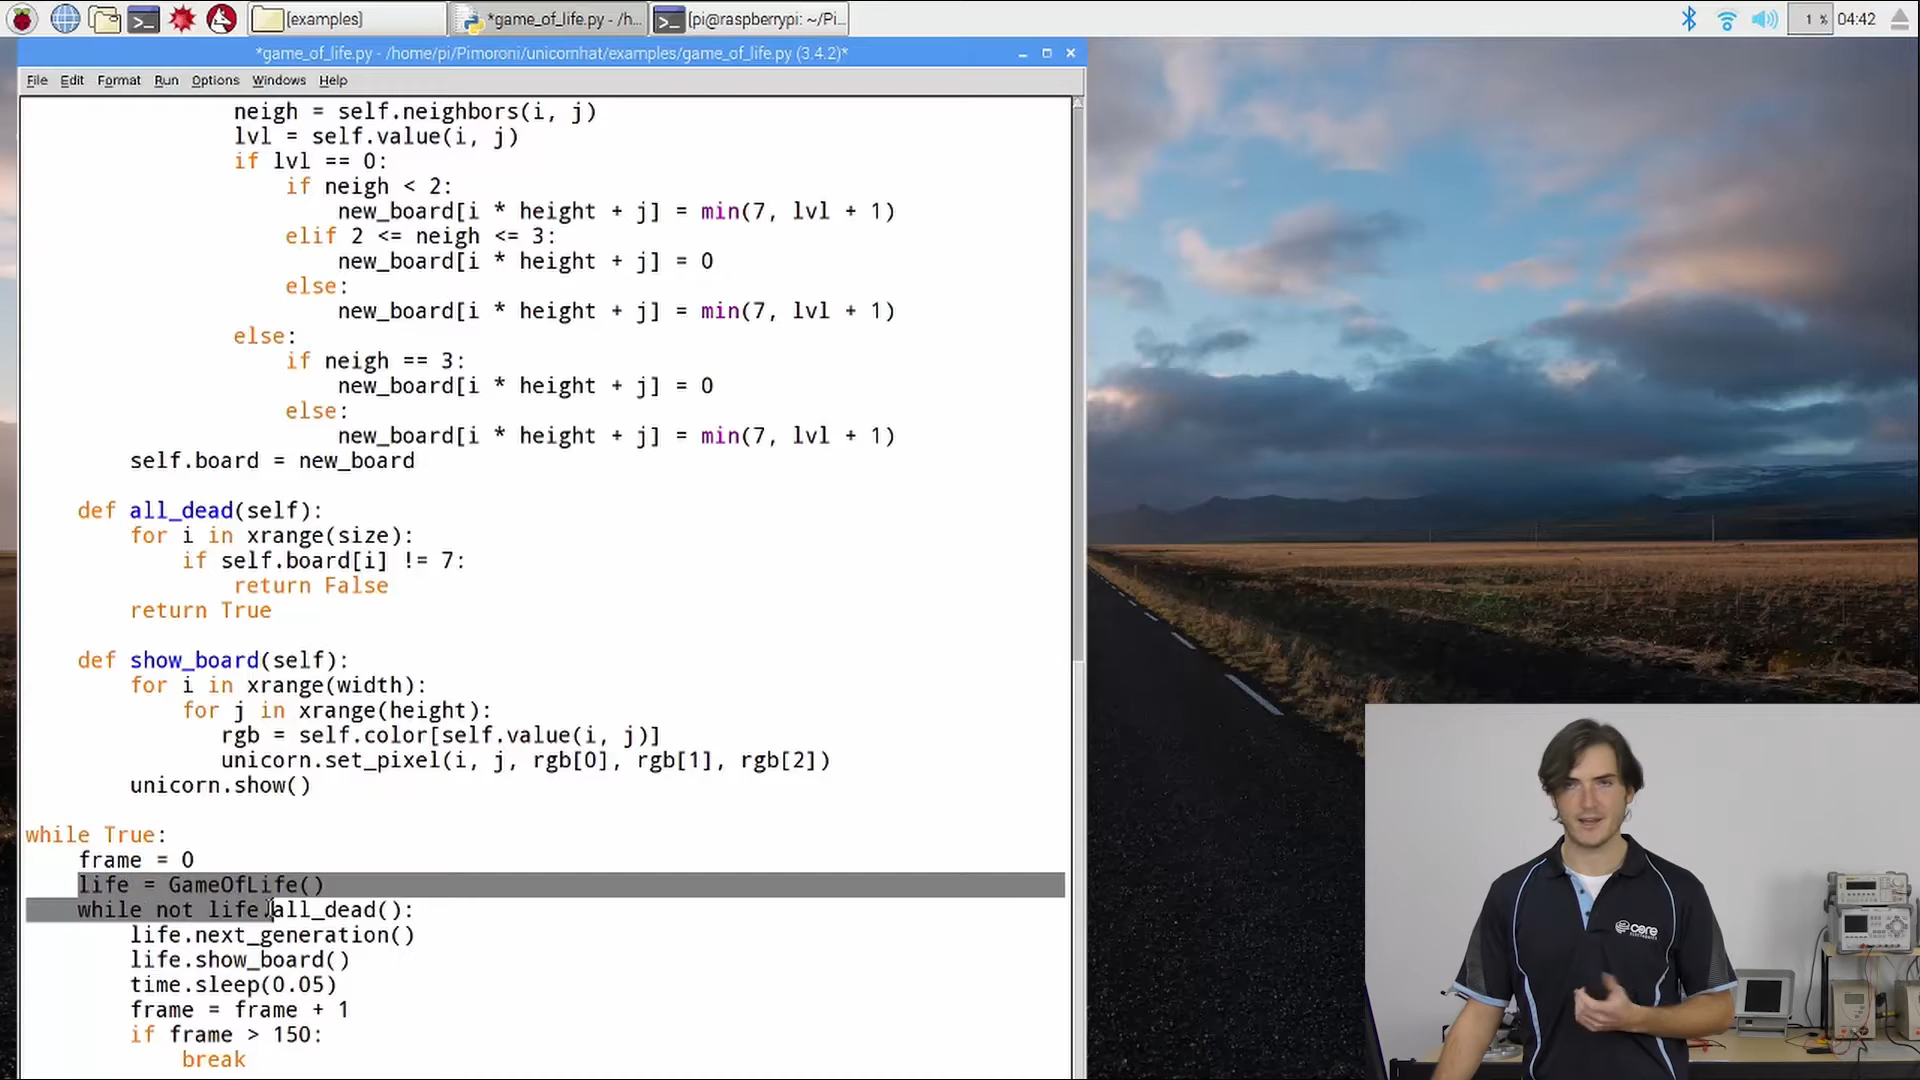 [examples]
*game_of_life.py - /h...
[pi@raspberrypi: ~/Pi...
1 %
04:42
*game_of_life.py - /home/pi/Pimoroni/unicornhat/examples/game_of_life.py (3.4.2)*
File Edit Format Run Options Windows Help
neigh = self.neighbors(i, j)
lvl = self.value(i, j)
if lvl == 0:
if neigh < 2:
new_board[i * height + j] = min(7, lvl + 1)
elif 2 <= neigh <= 3:
new_board[i * height + j] = 0
else:
new_board[i * height + j] = min(7, lvl + 1)
else:
if neigh == 3:
new_board[i * height + j] = 0
else:
new_board[i * height + j] = min(7, lvl + 1)
self.board = new_board
def all_dead(self):
for i in xrange(size):
if self.board[i] != 7:
return False
return True
def show_board(self):
for i in xrange(width):
for j in xrange(height):
rgb = self.color[self.value(i, j)]
unicorn.set_pixel(i, j, rgb[0], rgb[1], rgb[2])
unicorn.show()
while True:
frame = 0
life = GameOfLife()
while not life.all_dead():
life.next_generation()
life.show_board()
time.sleep(0.05)
frame = frame + 1
if frame > 150:
break
core
ELECTRONICS